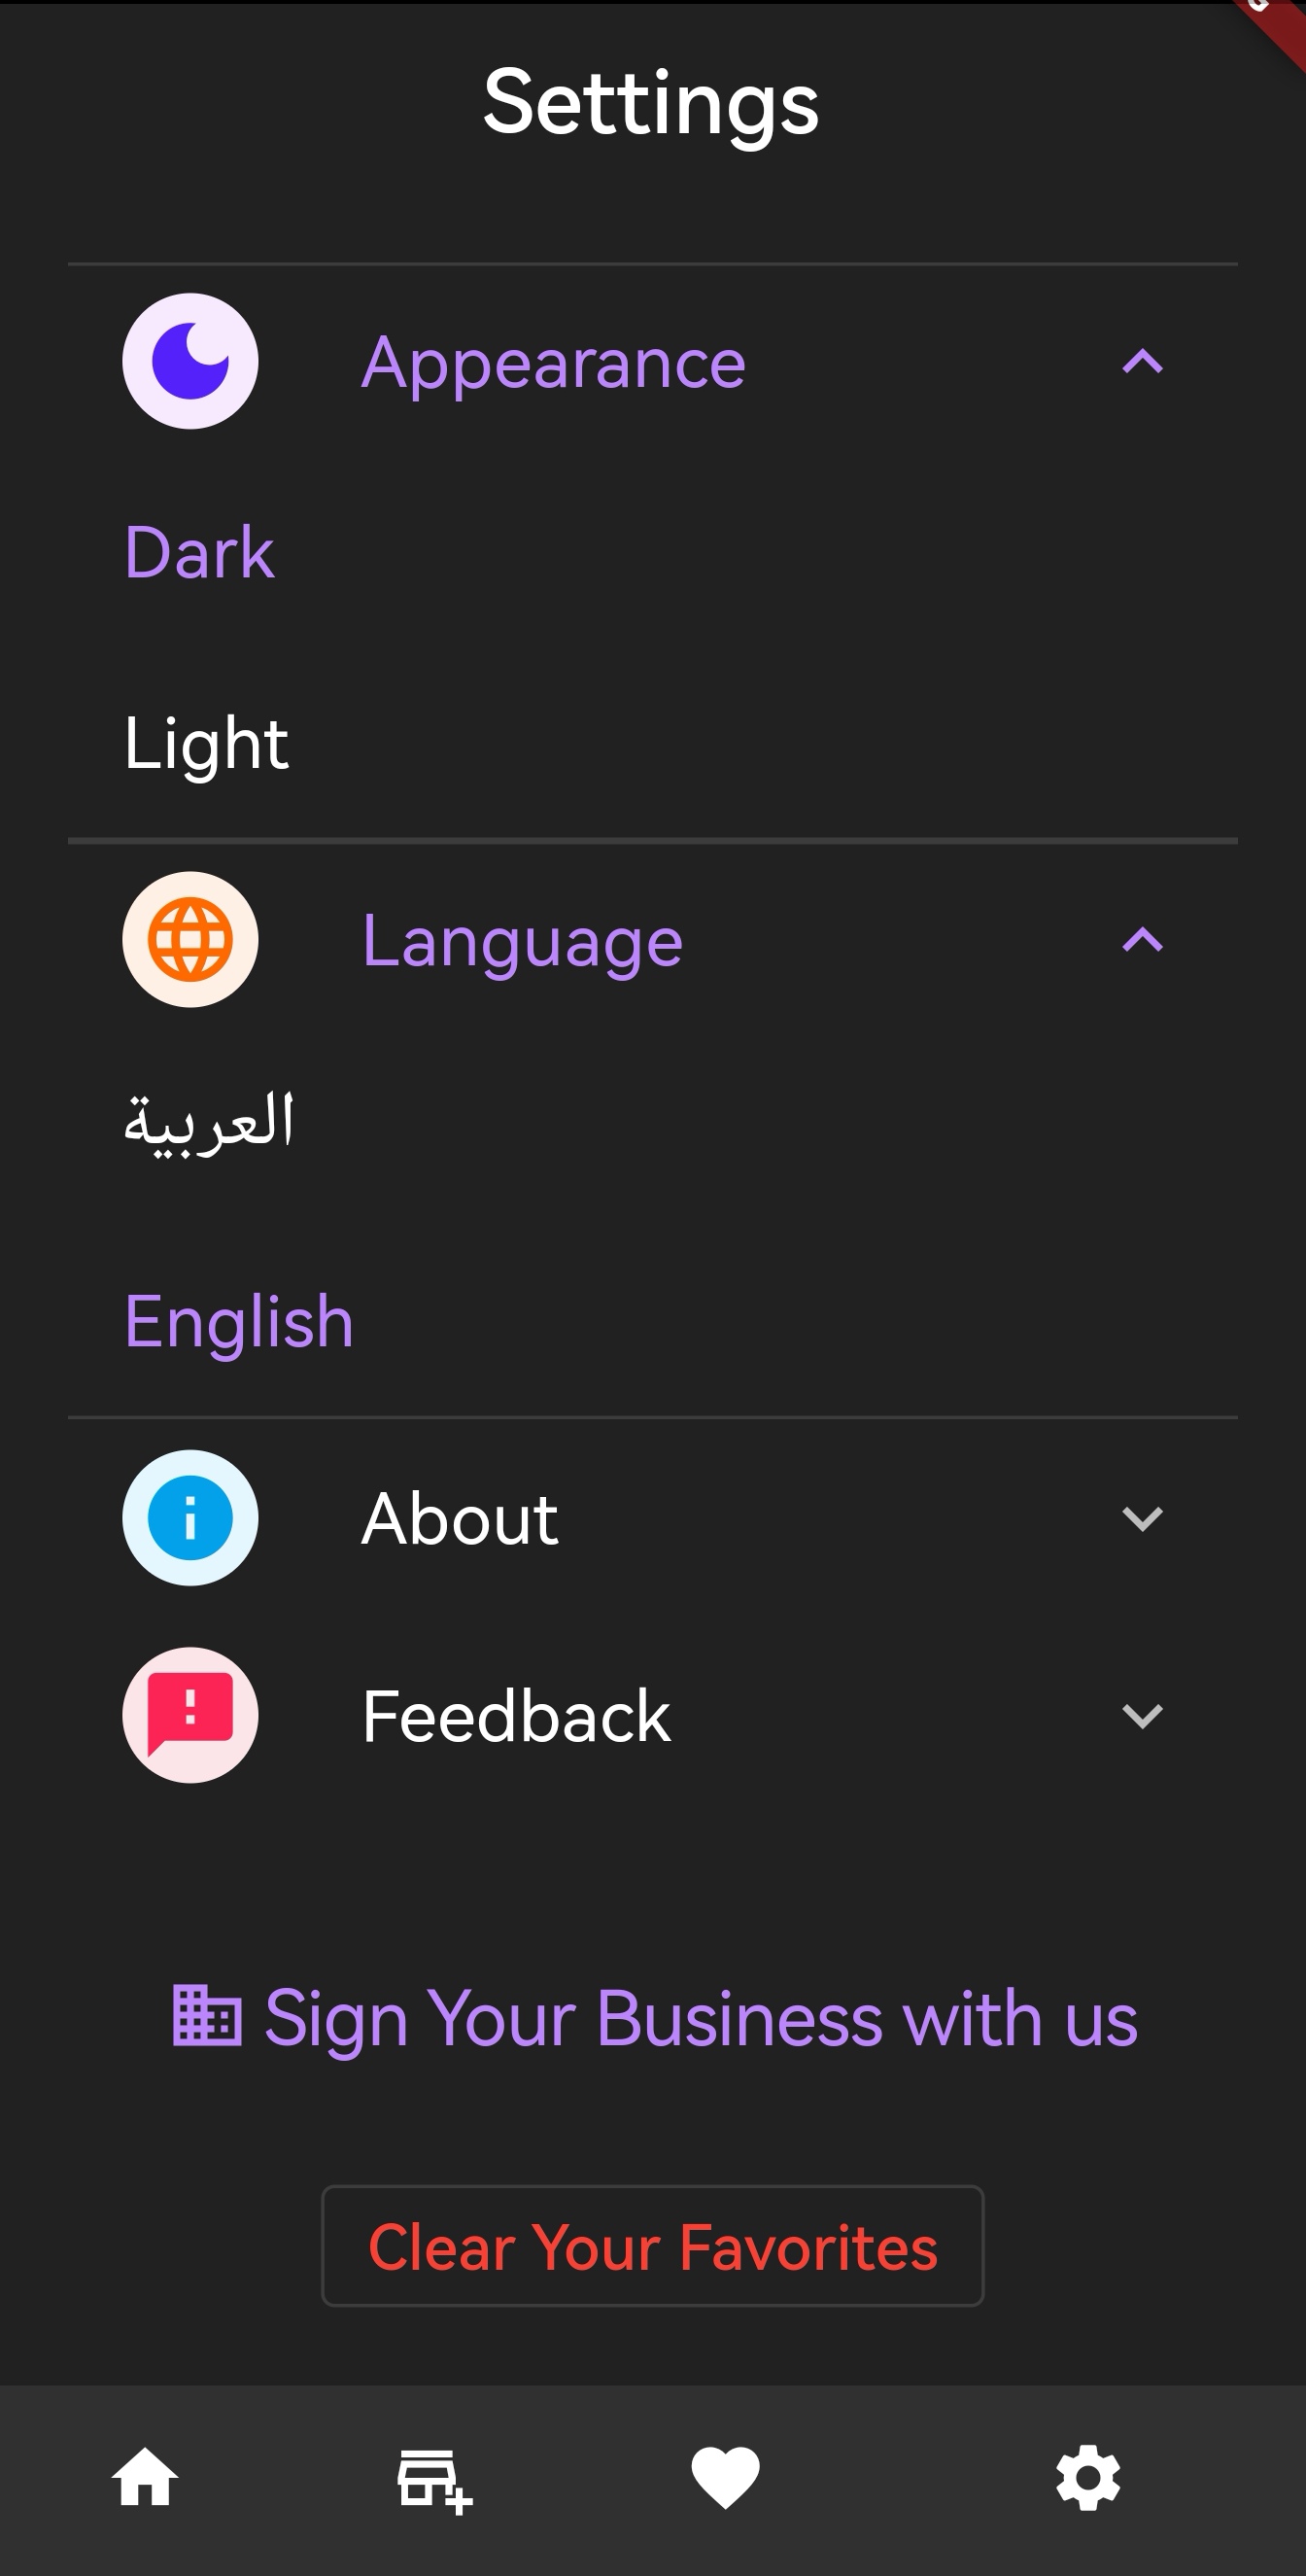 Settings
Appearance
Dark
Light
Language
العربية
English
About
Feedback
Sign Your Business with us
Clear Your Favorites